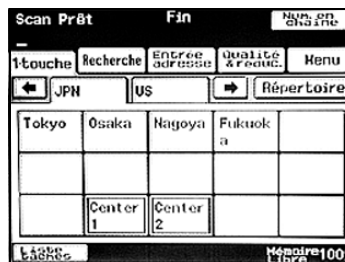 Scan Prêt Fin Num.en chaîne
1-touche Recherche Entrée adresse Qualité &réduc. Menu
JPN US Répertoire
Tokyo Osaka Nagoya Fukuoka
Center 1 Center 2
Liste tâches Mémoire Libre 100